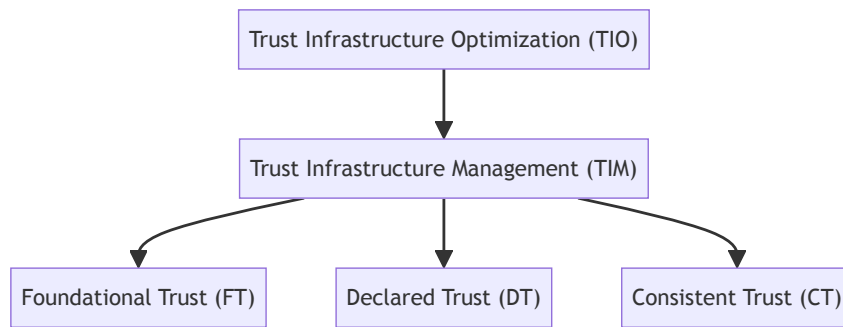 Trust Infrastructure Optimization (TIO)
Trust Infrastructure Management (TIM)
Foundational Trust (FT)
Declared Trust (DT)
Consistent Trust (CT)